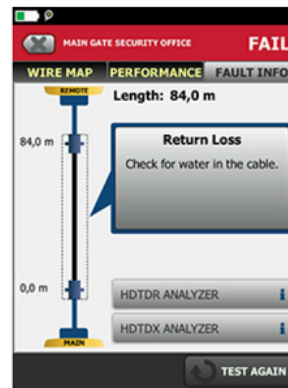 MAIN GATE SECURITY OFFICE
FAIL
WIRE MAP PERFORMANCE FAULT INFO
REMOTE
Length: 84,0 m
84,0 m
Return Loss
Check for water in the cable.
0,0 m
HDTDR ANALYZER i
HDTDX ANALYZER i
MAIN
TEST AGAIN